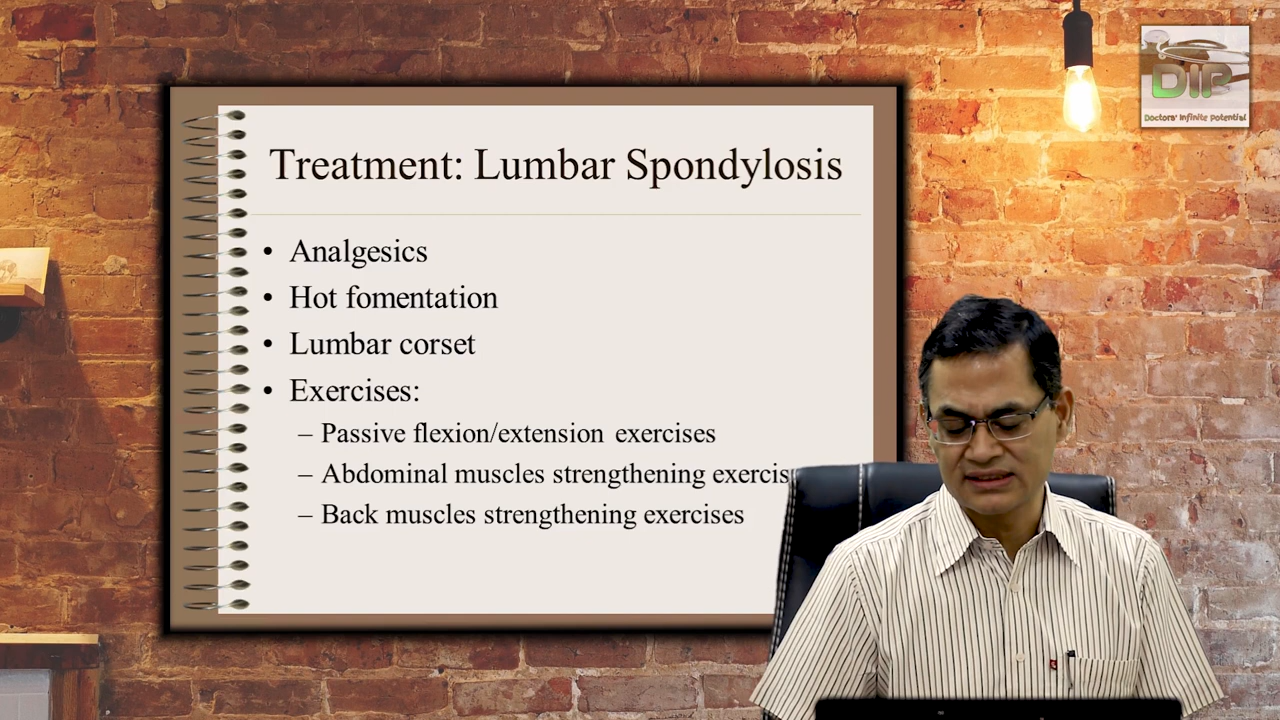 DIP
Doctors' Infinite Potential
Treatment: Lumbar Spondylosis
• Analgesics
• Hot fomentation
• Lumbar corset
• Exercises:
– Passive flexion/extension exercises
– Abdominal muscles strengthening exercis
– Back muscles strengthening exercises